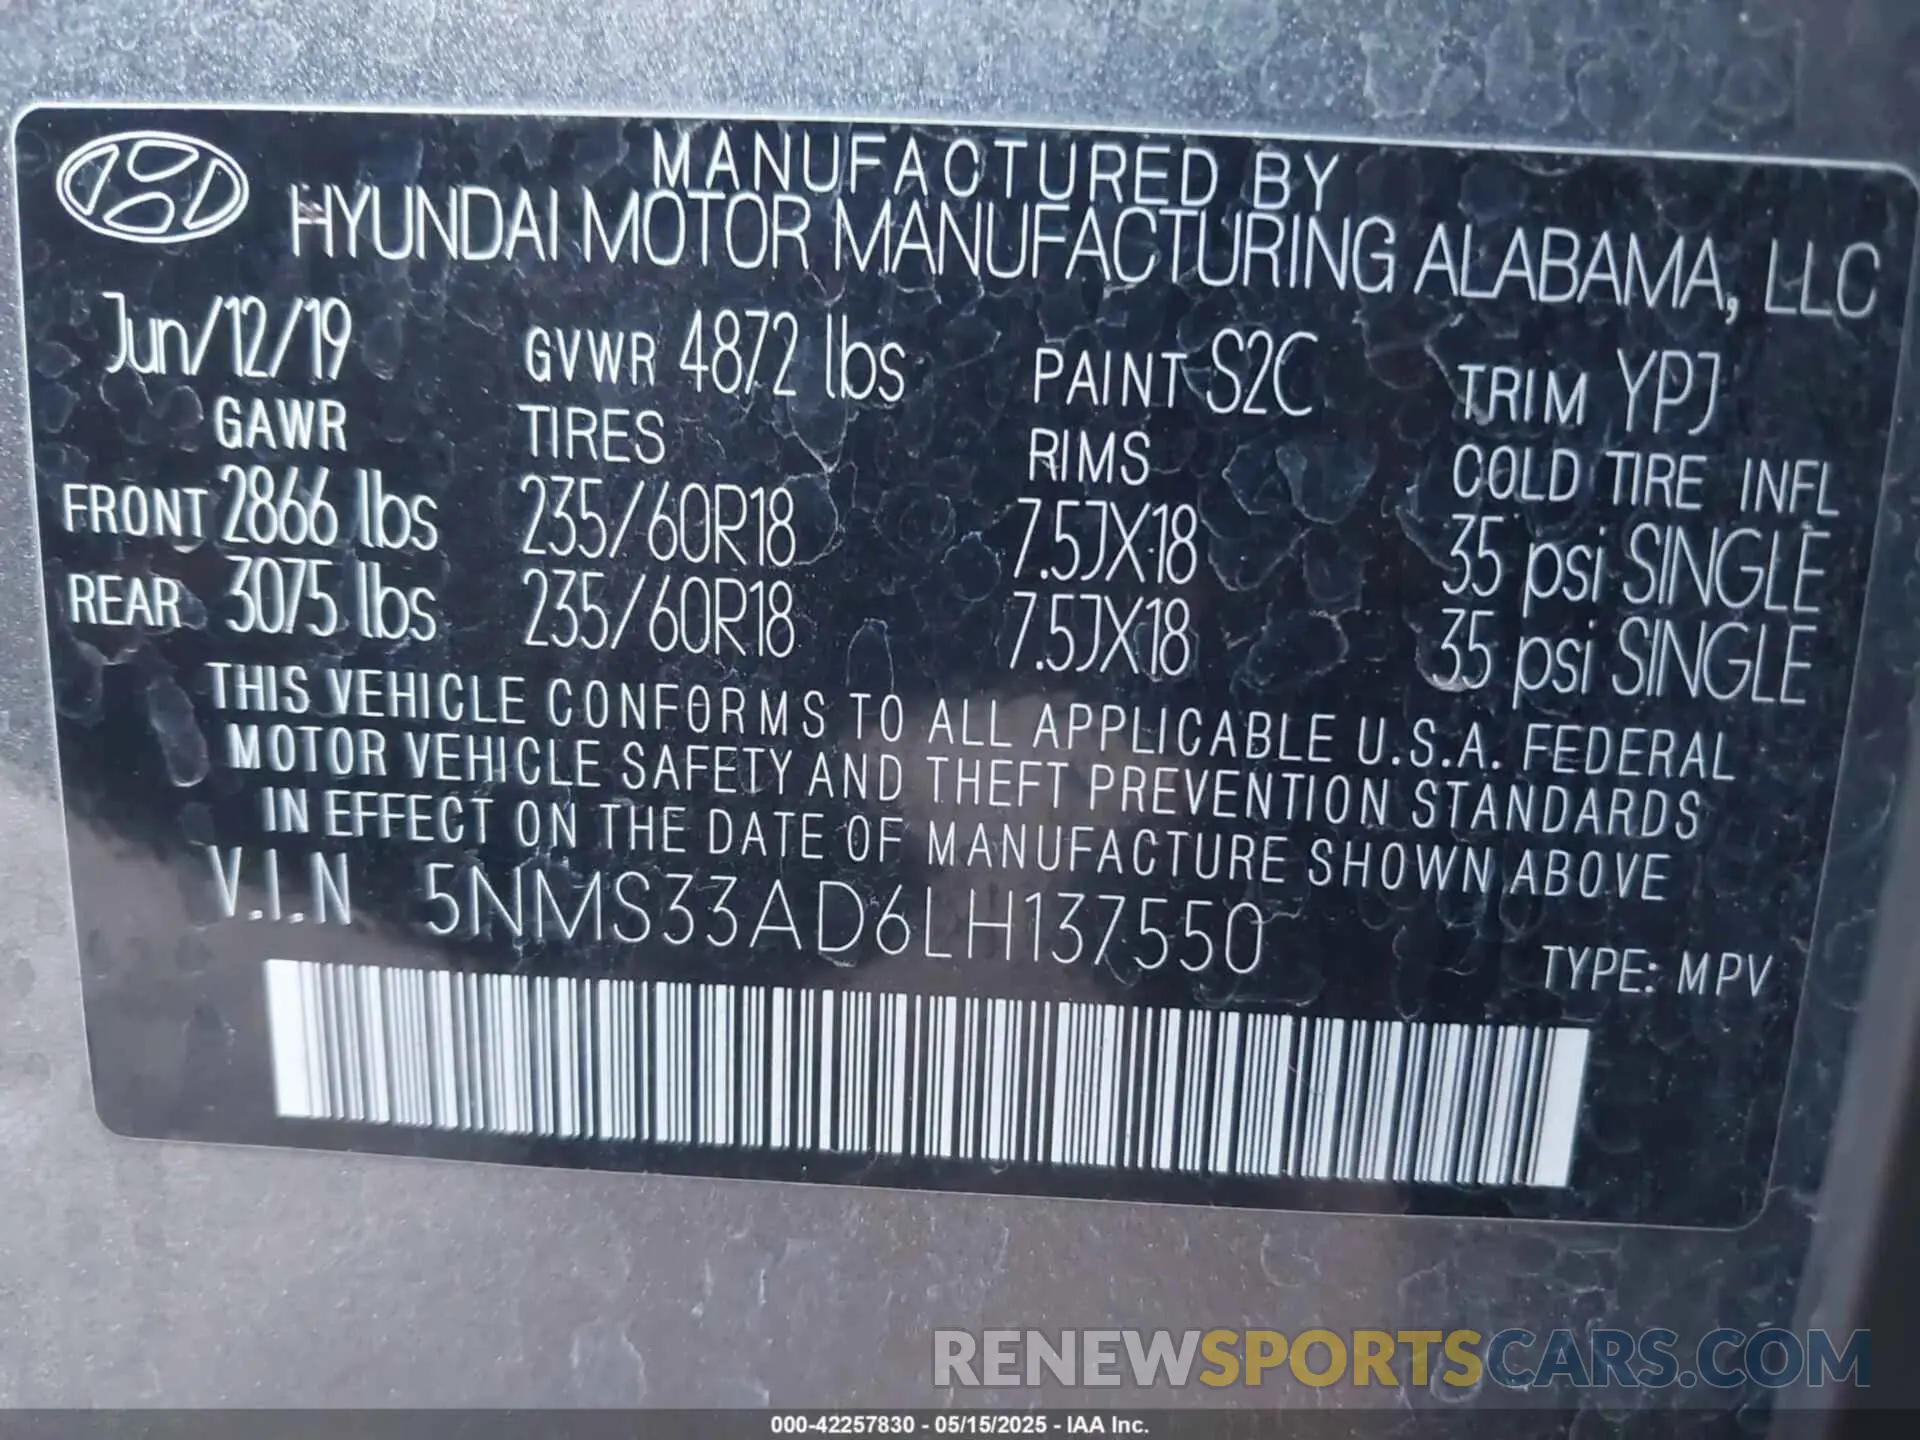 MANUFACTURED BY
HYUNDAI MOTOR MANUFACTURING ALABAMA, LLC
Jun/12/19 GVWR 4872 lbs PAINT S2C TRIM YPJ
GAWR TIRES RIMS COLD TIRE INFL
FRONT 2866 lbs 235/60R18 7.5JX18 35 psi SINGLE
REAR 3075 lbs 235/60R18 7.5JX18 35 psi SINGLE
THIS VEHICLE CONFORMS TO ALL APPLICABLE U.S.A. FEDERAL
MOTOR VEHICLE SAFETY AND THEFT PREVENTION STANDARDS
IN EFFECT ON THE DATE OF MANUFACTURE SHOWN ABOVE
V.I.N 5NMS33AD6LH137550
TYPE: MPV
RENEWSPORTSCARS.COM
000-42257830 - 05/15/2025 - IAA Inc.